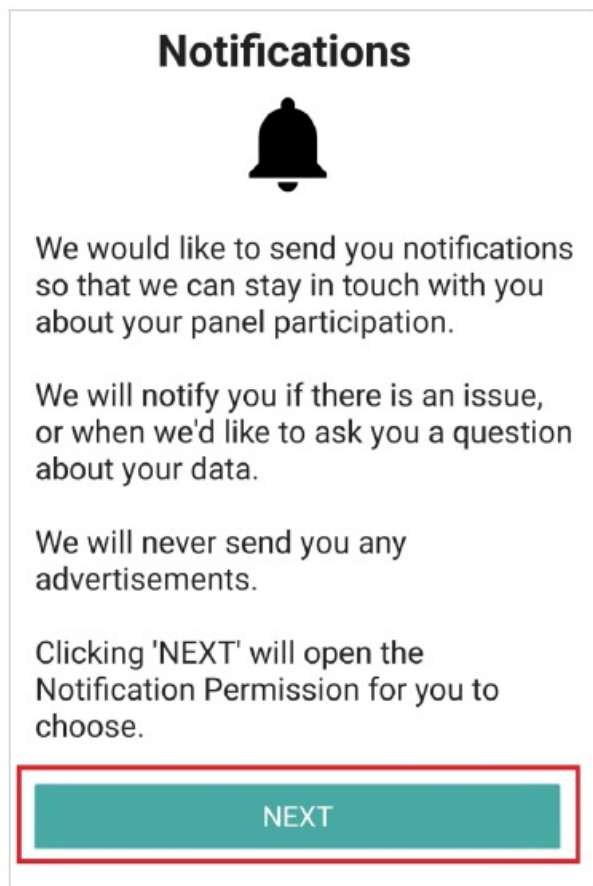 Notifications
We would like to send you notifications
so that we can stay in touch with you
about your panel participation.
We will notify you if there is an issue,
or when we'd like to ask you a question
about your data.
We will never send you any
advertisements.
Clicking 'NEXT' will open the
Notification Permission for you to
choose.
NEXT